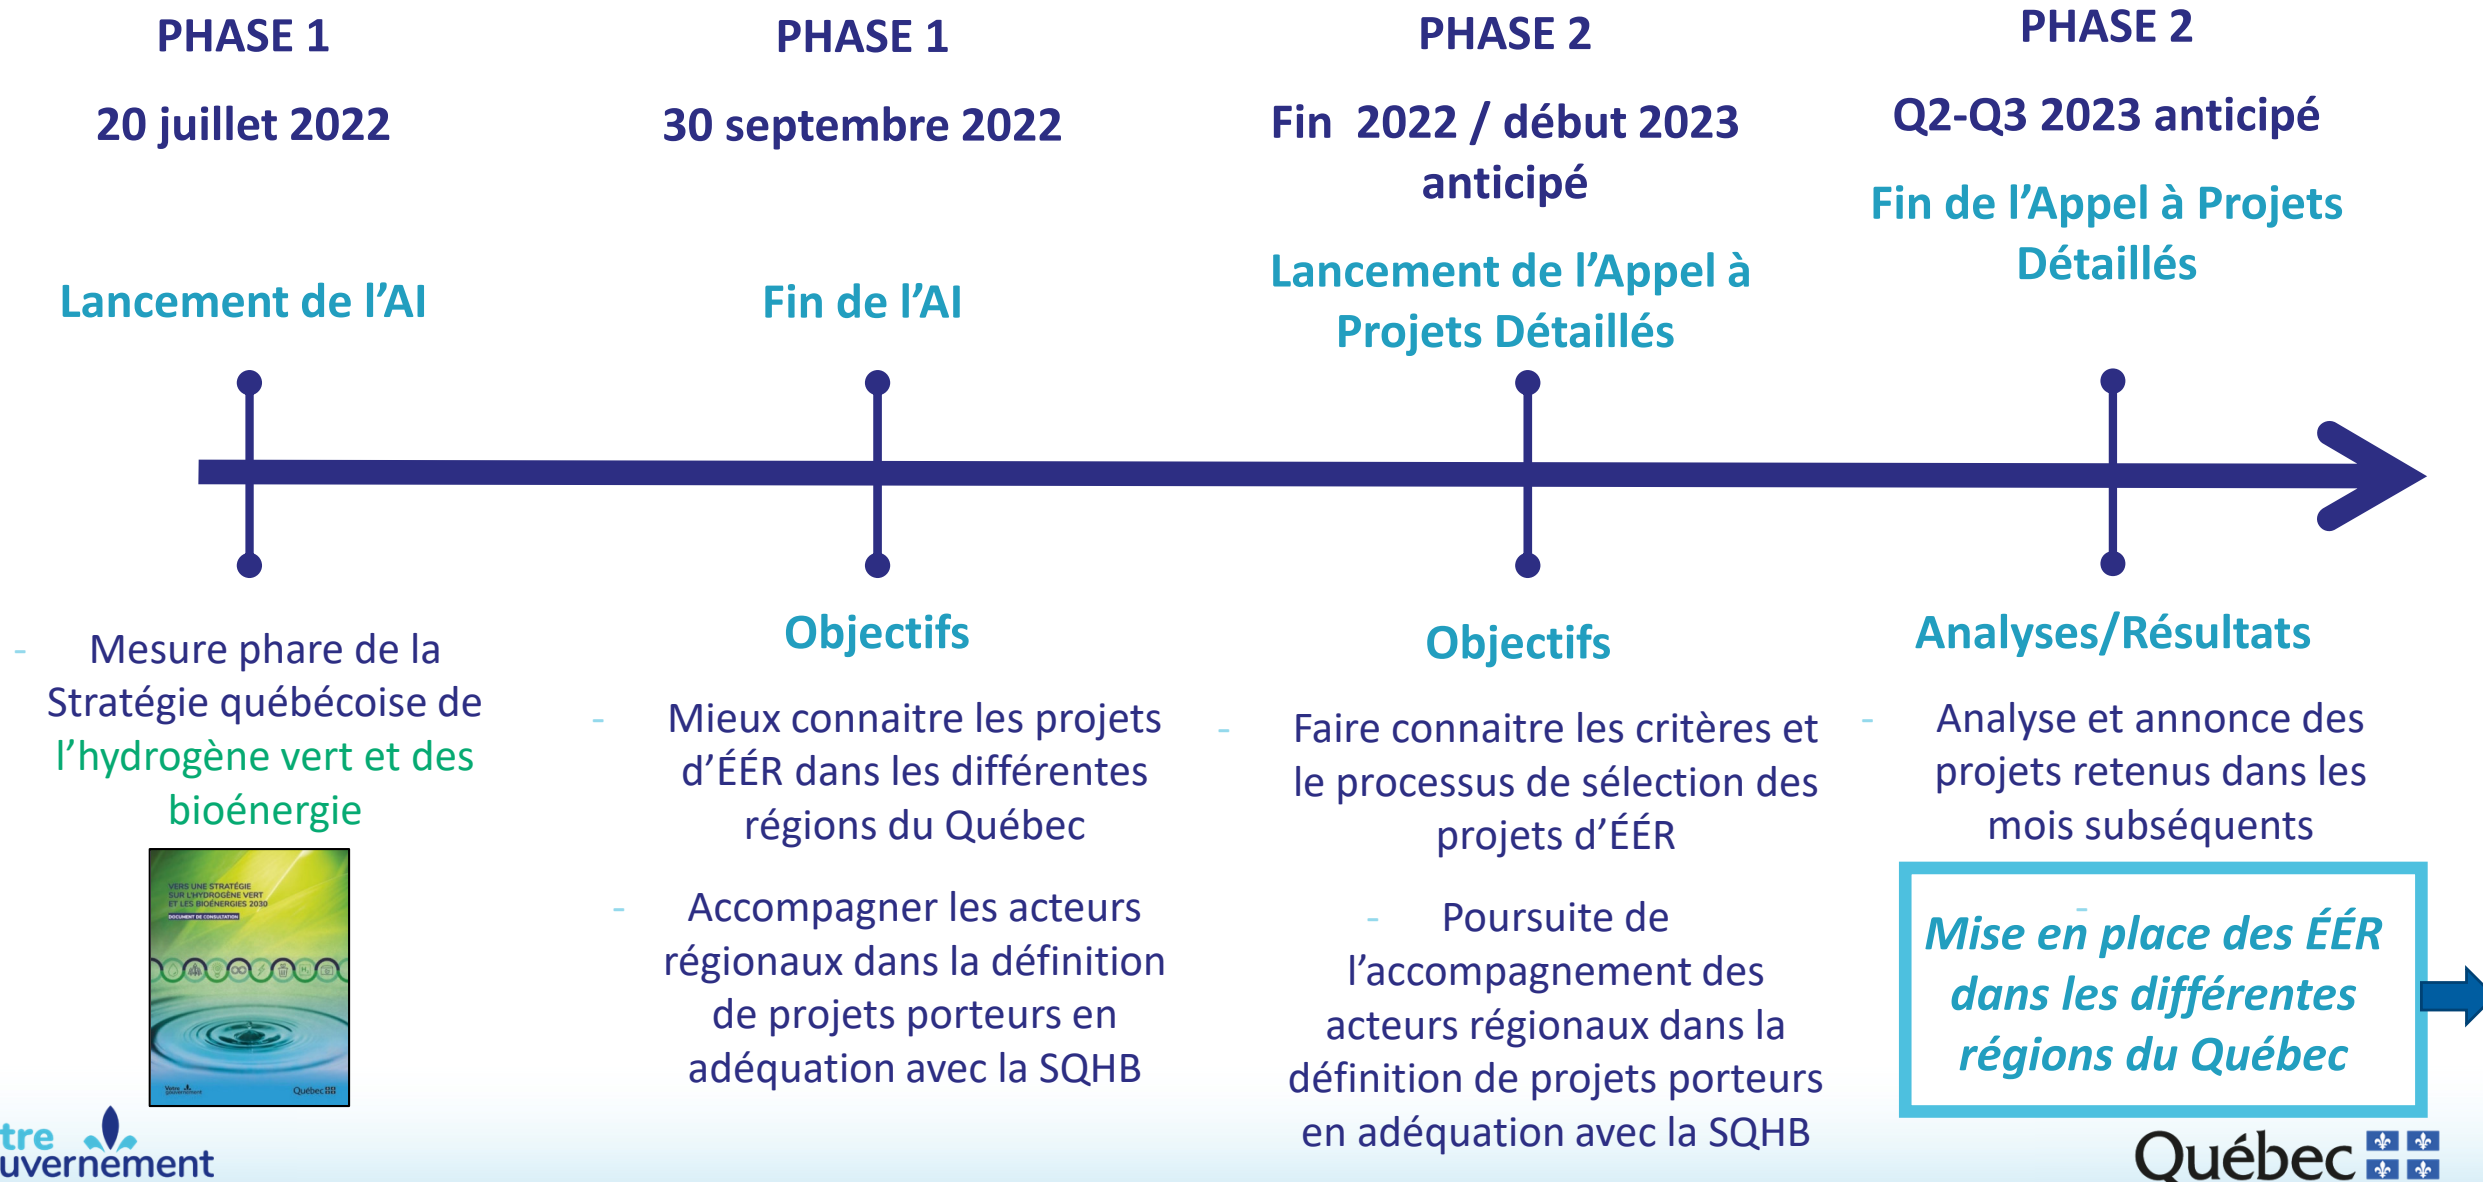 PHASE 1
20 juillet 2022
Lancement de l’AI
- Mesure phare de la
Stratégie québécoise de
l’hydrogène vert et des
bioénergie
VERS UNE STRATÉGIE
SUR L'HYDROGÈNE VERT
ET LES BIOÉNERGIES 2030
DOCUMENT DE CONSULTATION
Votre
gouvernement
Québec
PHASE 1
30 septembre 2022
Fin de l’AI
Objectifs
- Mieux connaitre les projets
d’ÉÉR dans les différentes
régions du Québec
- Accompagner les acteurs
régionaux dans la définition
de projets porteurs en
adéquation avec la SQHB
PHASE 2
Fin 2022 / début 2023
anticipé
Lancement de l’Appel à
Projets Détaillés
Objectifs
- Faire connaitre les critères et
le processus de sélection des
projets d’ÉÉR
- Poursuite de
l’accompagnement des
acteurs régionaux dans la
définition de projets porteurs
en adéquation avec la SQHB
PHASE 2
Q2-Q3 2023 anticipé
Fin de l’Appel à Projets
Détaillés
Analyses/Résultats
- Analyse et annonce des
projets retenus dans les
mois subséquents
-
Mise en place des ÉÉR
dans les différentes
régions du Québec
tre
uvernement
Québec